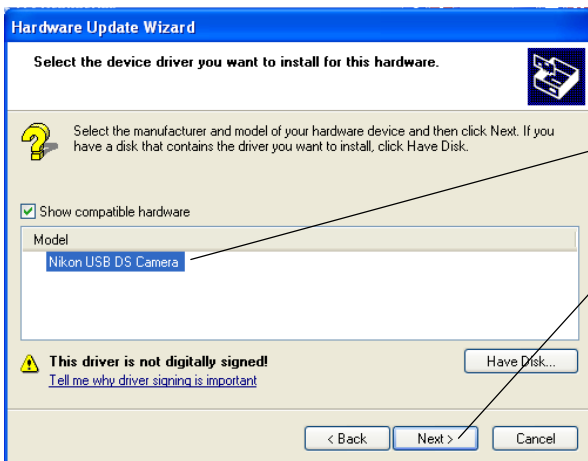 Hardware Update Wizard
Select the device driver you want to install for this hardware.
Select the manufacturer and model of your hardware device and then click Next. If you
have a disk that contains the driver you want to install, click Have Disk.
Show compatible hardware
Model
Nikon USB DS Camera
This driver is not digitally signed!
Tell me why driver signing is important
Have Disk...
< Back
Next >
Cancel